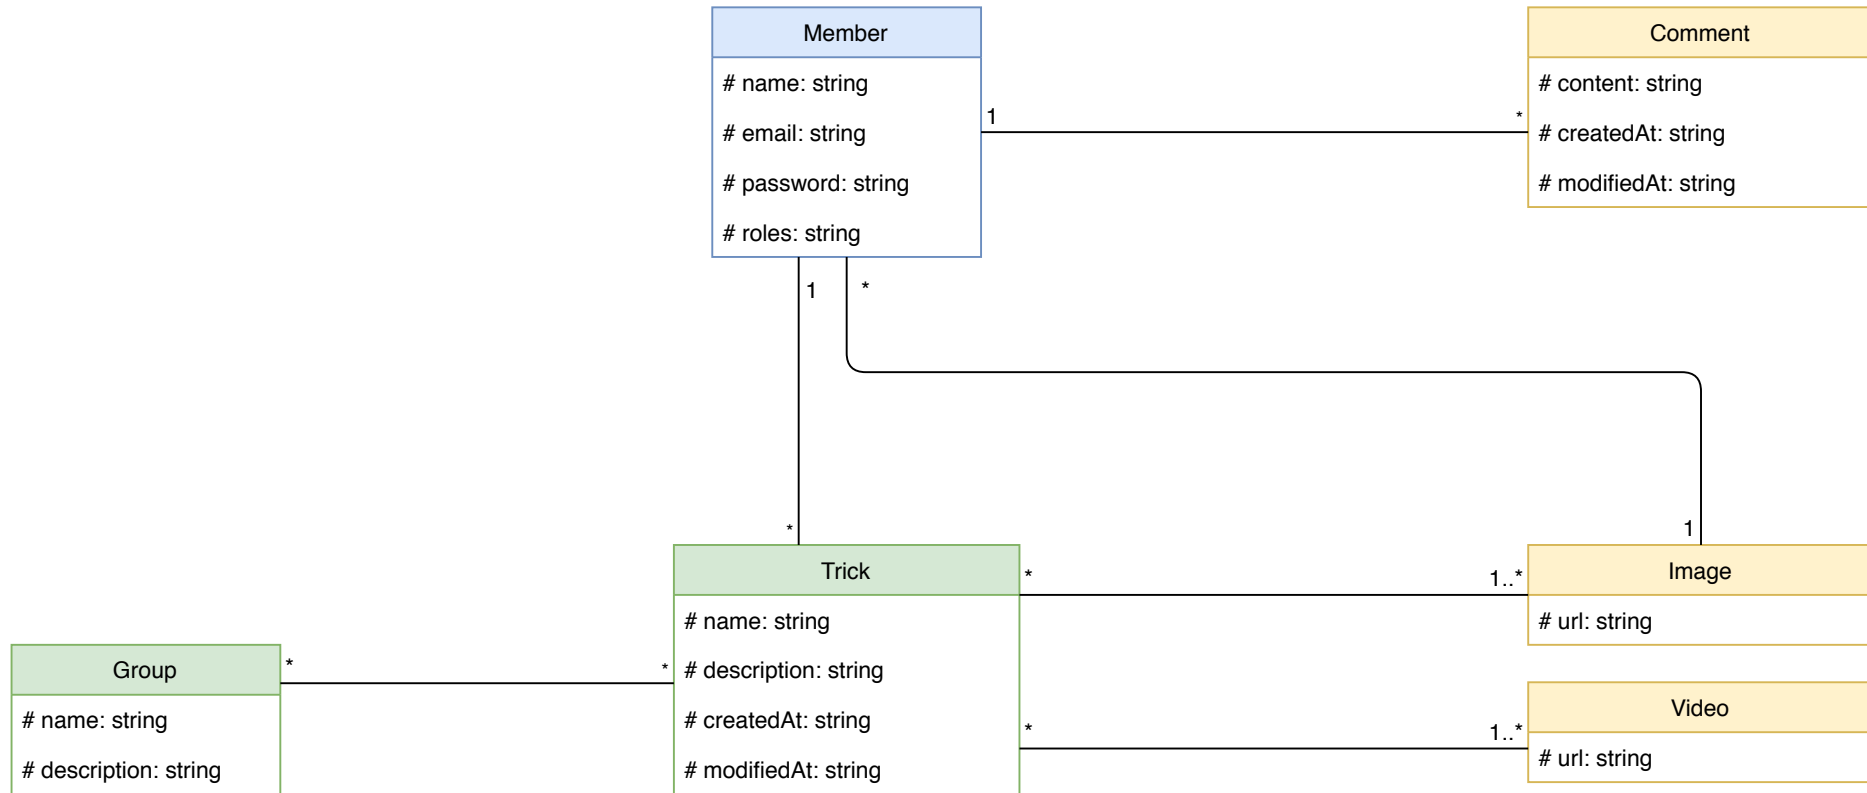 Member
# name: string
# email: string
# password: string
# roles: string
Comment
# content: string
# createdAt: string
# modifiedAt: string
1
*
1
*
*
1
Trick
# name: string
# description: string
# createdAt: string
# modifiedAt: string
*
1..*
Image
# url: string
Group
# name: string
# description: string
*
*
*
1..*
Video
# url: string